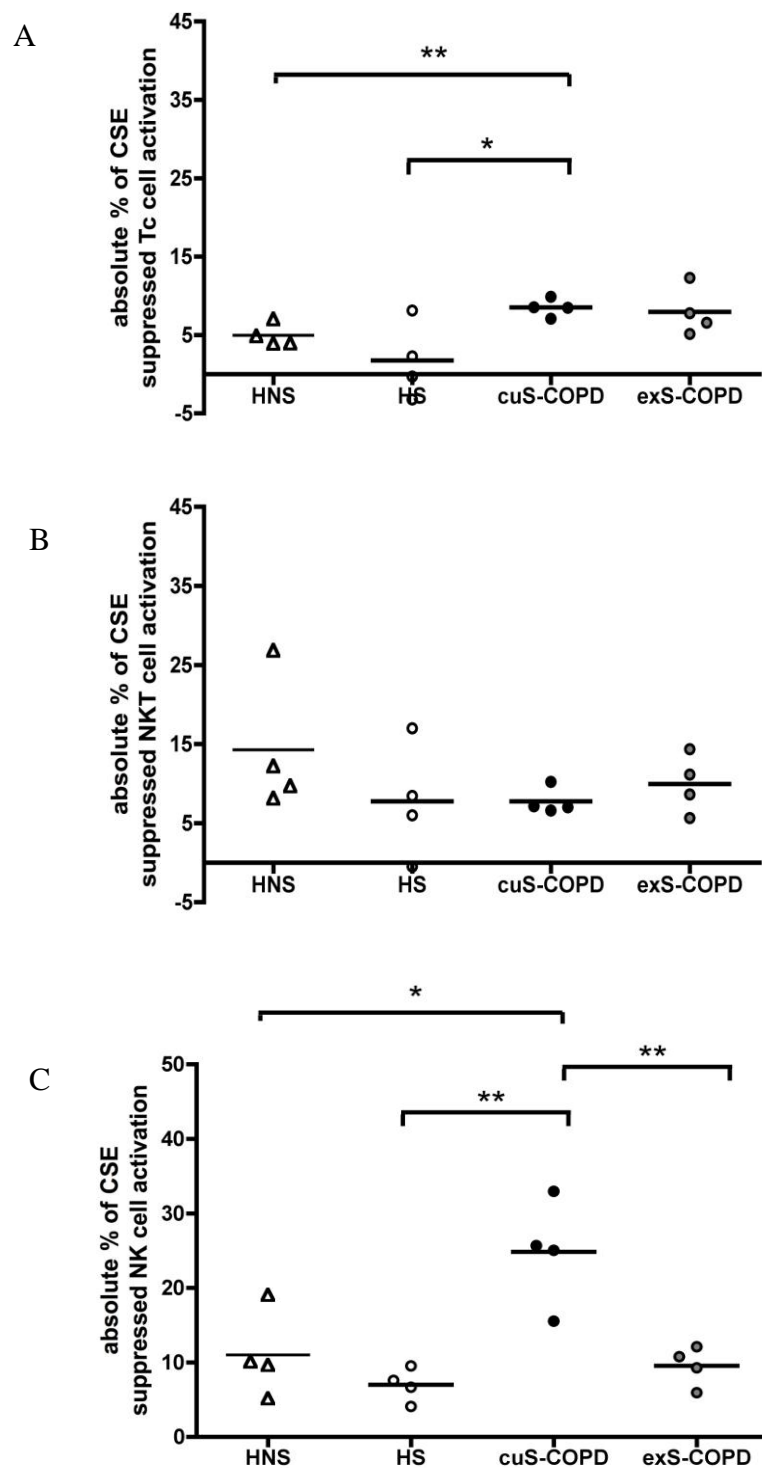 A
absolute % of CSE
suppressed Tc cell activation
45
35
25
15
5
-5
**
*
HNS HS cuS-COPD exS-COPD
B
absolute % of CSE
suppressed NKT cell activation
45
35
25
15
5
-5
HNS HS cuS-COPD exS-COPD
C
absolute % of CSE
suppressed NK cell activation
50
40
30
20
10
0
*
**
**
HNS HS cuS-COPD exS-COPD